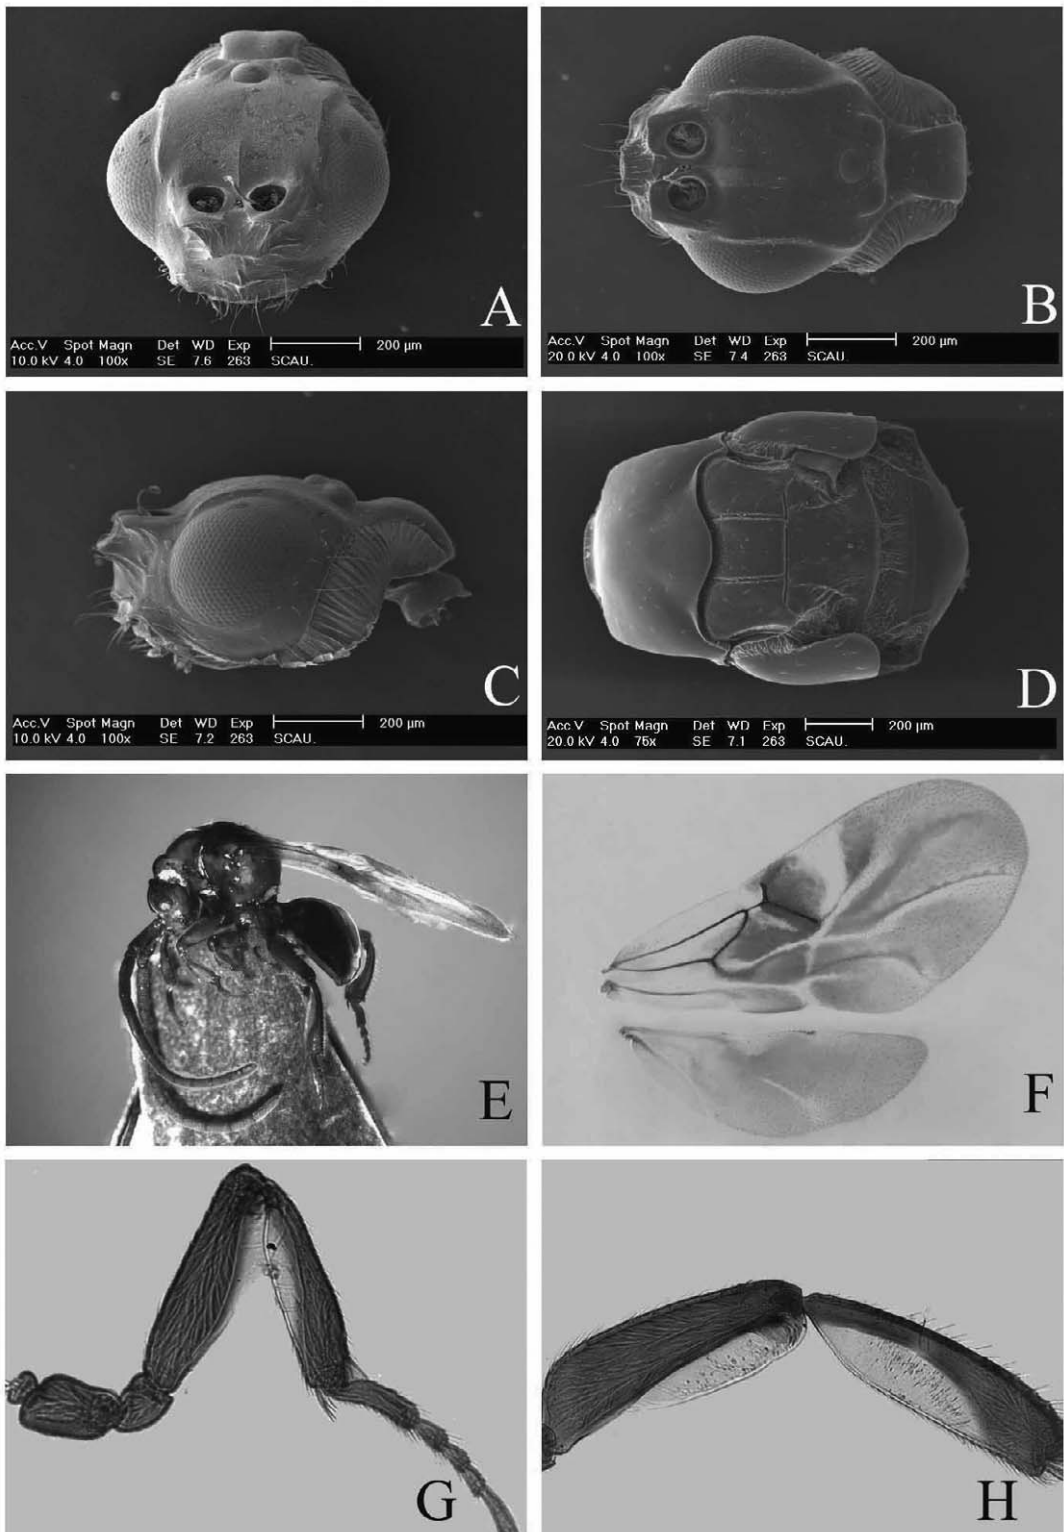 A
Acc.V Spot Magn Det WD Exp 200 µm
10.0 kV 4.0 100x SE 7.6 263 SCAU.
B
Acc.V Spot Magn Det WD Exp 200 µm
20.0 kV 4.0 100x SE 7.4 263 SCAU.
C
Acc.V Spot Magn Det WD Exp 200 µm
10.0 kV 4.0 100x SE 7.2 263 SCAU.
D
Acc.V Spot Magn Det WD Exp 200 µm
20.0 kV 4.0 75x SE 7.1 263 SCAU.
E
F
G
H